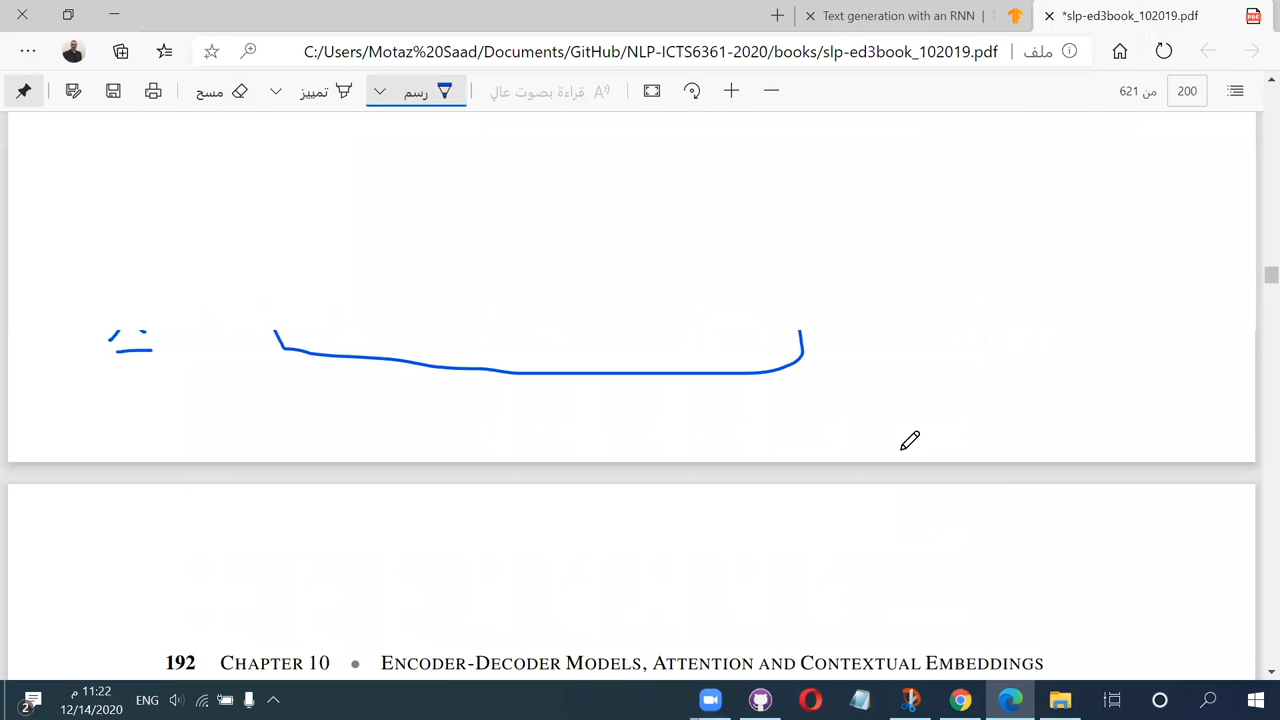 Text generation with an RNN | T
*slp-ed3book_102019.pdf
C:/Users/Motaz%20Saad/Documents/GitHub/NLP-ICTS6361-2020/books/slp-ed3book_102019.pdf
ملف
مسح
تمييز
رسم
قراءة بصوت عالٍ
من 621
200
192 CHAPTER 10 • ENCODER-DECODER MODELS, ATTENTION AND CONTEXTUAL EMBEDDINGS
2
11:22 م
12/14/2020
ENG